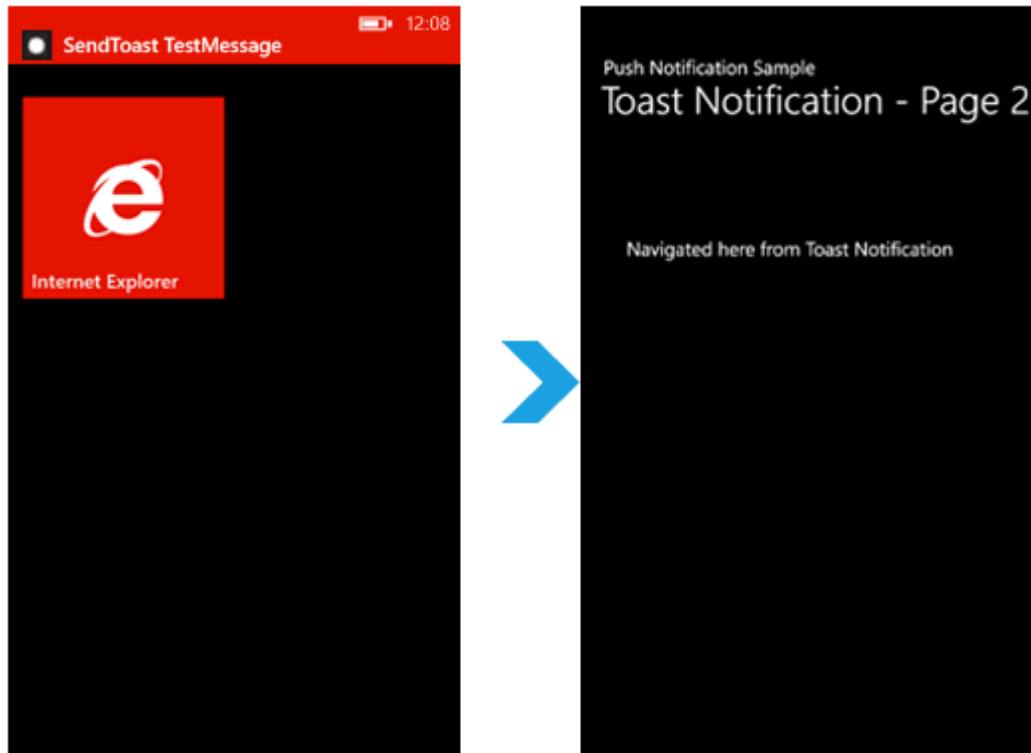 12:08
SendToast TestMessage
Internet Explorer
Push Notification Sample
Toast Notification - Page 2
Navigated here from Toast Notification